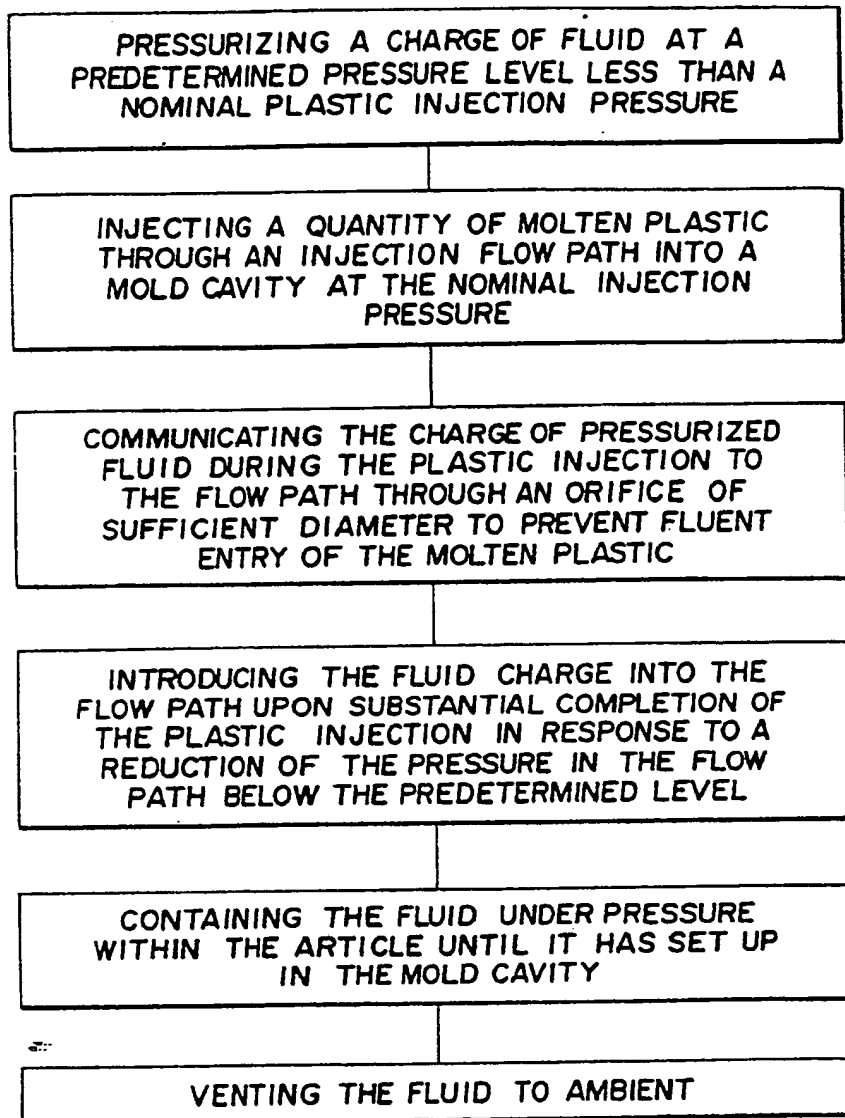 PRESSURIZING A CHARGE OF FLUID AT A
PREDETERMINED PRESSURE LEVEL LESS THAN A
NOMINAL PLASTIC INJECTION PRESSURE
INJECTING A QUANTITY OF MOLTEN PLASTIC
THROUGH AN INJECTION FLOW PATH INTO A
MOLD CAVITY AT THE NOMINAL INJECTION
PRESSURE
COMMUNICATING THE CHARGE OF PRESSURIZED
FLUID DURING THE PLASTIC INJECTION TO
THE FLOW PATH THROUGH AN ORIFICE OF
SUFFICIENT DIAMETER TO PREVENT FLUENT
ENTRY OF THE MOLTEN PLASTIC
INTRODUCING THE FLUID CHARGE INTO THE
FLOW PATH UPON SUBSTANTIAL COMPLETION OF
THE PLASTIC INJECTION IN RESPONSE TO A
REDUCTION OF THE PRESSURE IN THE FLOW
PATH BELOW THE PREDETERMINED LEVEL
CONTAINING THE FLUID UNDER PRESSURE
WITHIN THE ARTICLE UNTIL IT HAS SET UP
IN THE MOLD CAVITY
VENTING THE FLUID TO AMBIENT